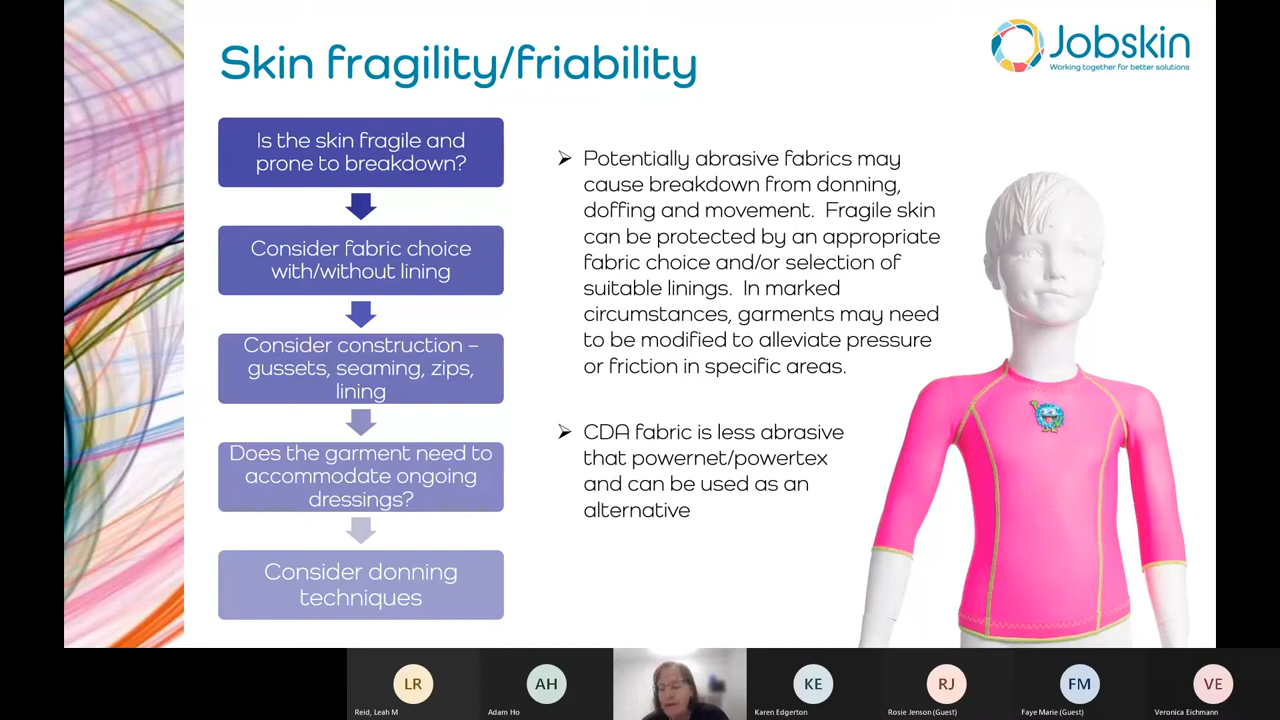 Skin fragility/friability
Jobskin
Working together for better solutions
Is the skin fragile and
prone to breakdown?
Consider fabric choice
with/without lining
Consider construction –
gussets, seaming, zips,
lining
Does the garment need to
accommodate ongoing
dressings?
Consider donning
techniques
Potentially abrasive fabrics may
cause breakdown from donning,
doffing and movement. Fragile skin
can be protected by an appropriate
fabric choice and/or selection of
suitable linings. In marked
circumstances, garments may need
to be modified to alleviate pressure
or friction in specific areas.
CDA fabric is less abrasive
that powernet/powertex
and can be used as an
alternative
LR
AH
KE
RJ
FM
VE
Reid, Leah M
Adam Ho
Karen Edgerton
Rosie Jenson (Guest)
Faye Marie (Guest)
Veronica Eichmann